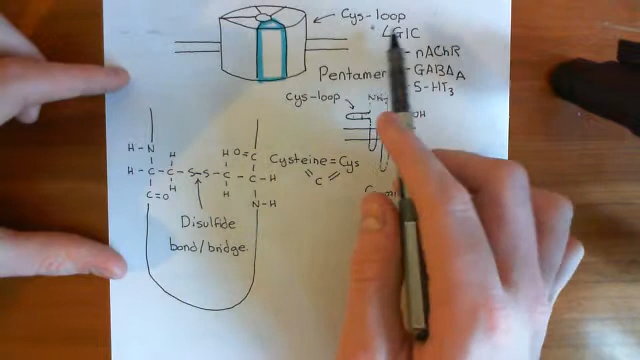 Cys-loop
LGIC
- nAChR
Pentamer
- GABAA
- 5-HT3
Cys-loop
NH2
OH
H-N
H
H
O=C
Cysteine=Cys
H-C-C-S-S-C-C-H
H
H
C=O
C
N-H
Disulfide
bond/bridge.